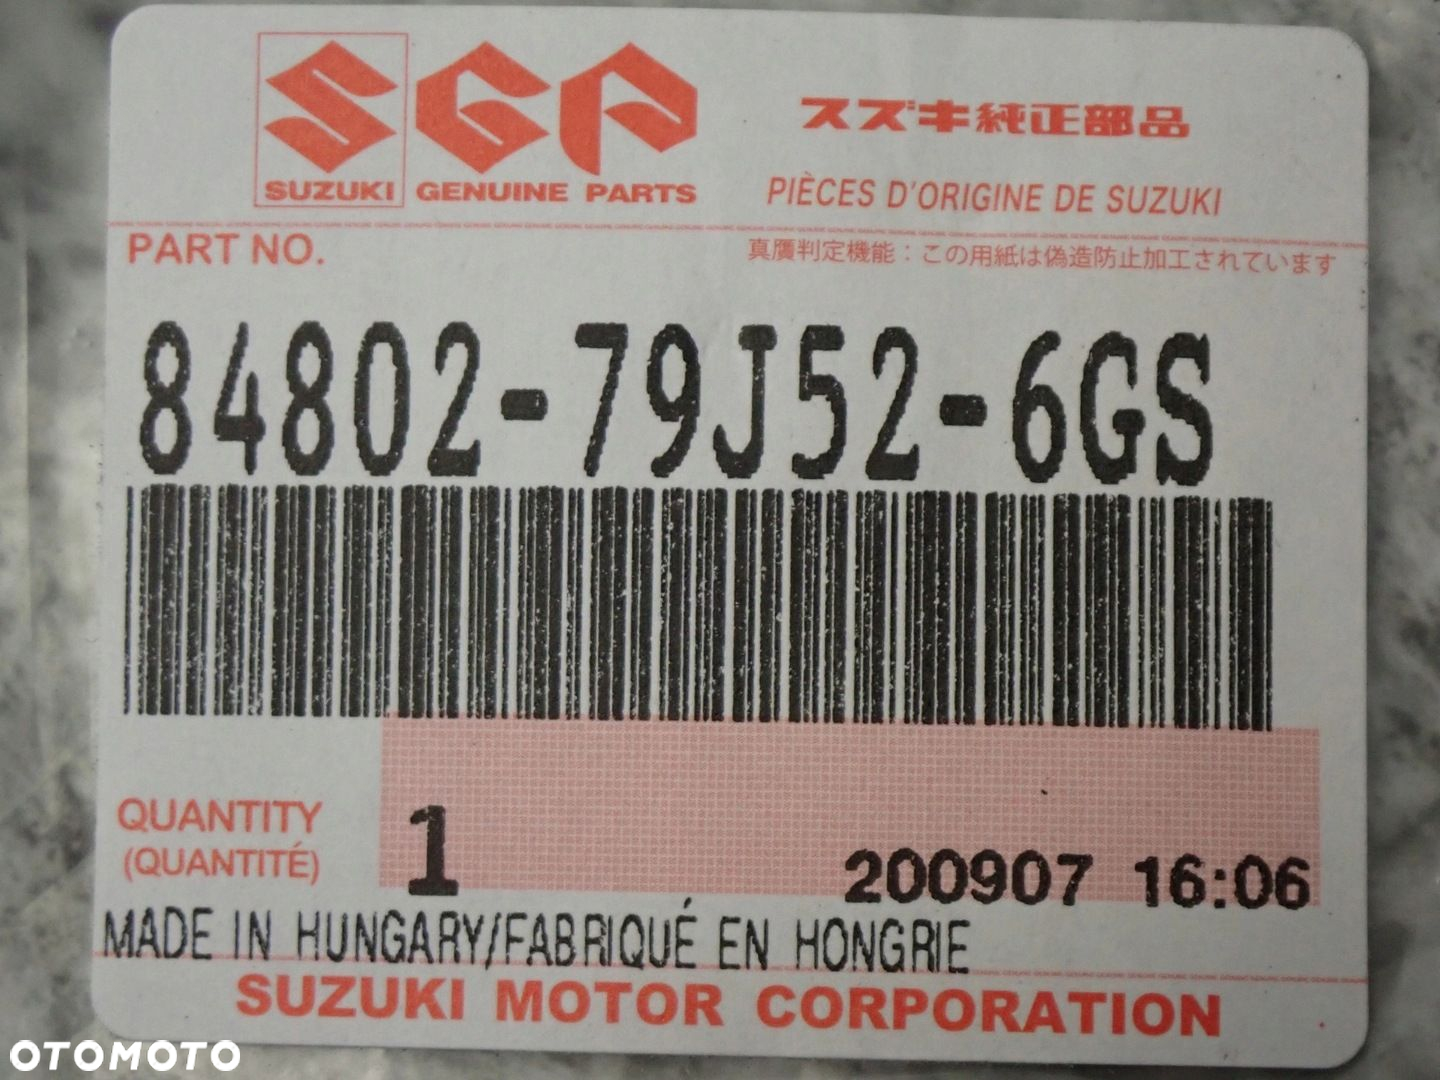 スズキ純正部品
SUZUKI GENUINE PARTS
PIÈCES D'ORIGINE DE SUZUKI
PART NO.
真贋判定機能：この用紙は偽造防止加工されています
84802-79J52-6GS
QUANTITY
(QUANTITÉ)
1
200907 16:06
MADE IN HUNGARY/FABRIQUÉ EN HONGRIE
SUZUKI MOTOR CORPORATION
OTOMOTO